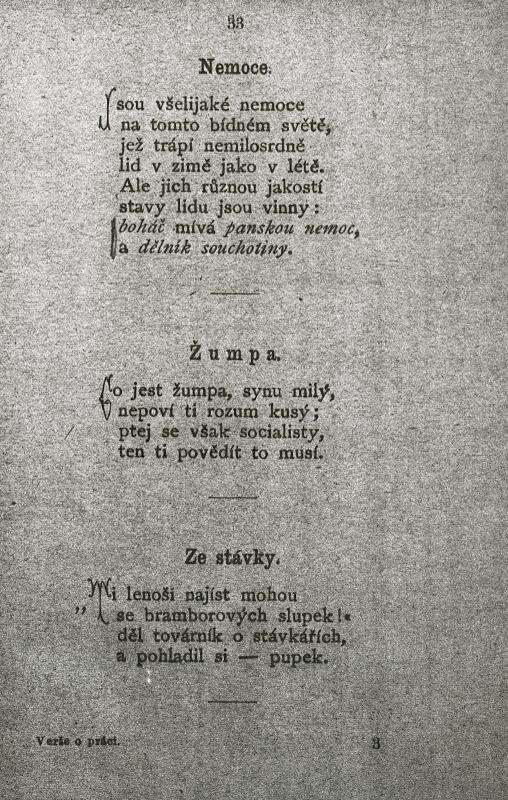 33
Nemoce.
Jsou všelijaké nemoce
na tomto bídném světě,
jež trápí nemilosrdně
lid v zimě jako v létě.
Ale jich různou jakostí
stavy lidu jsou vinny:
boháč mívá panskou nemoc,
a dělník souchotiny.
Žumpa.
Co jest žumpa, synu milý,
nepoví ti rozum kusý;
ptej se však socialisty,
ten ti povědít to musí.
Ze stávky.
„Ti lenoši najíst mohou
se bramborových slupek!“
děl továrník o stávkářích,
a pohladil si — pupek.
Verše o práci. 3